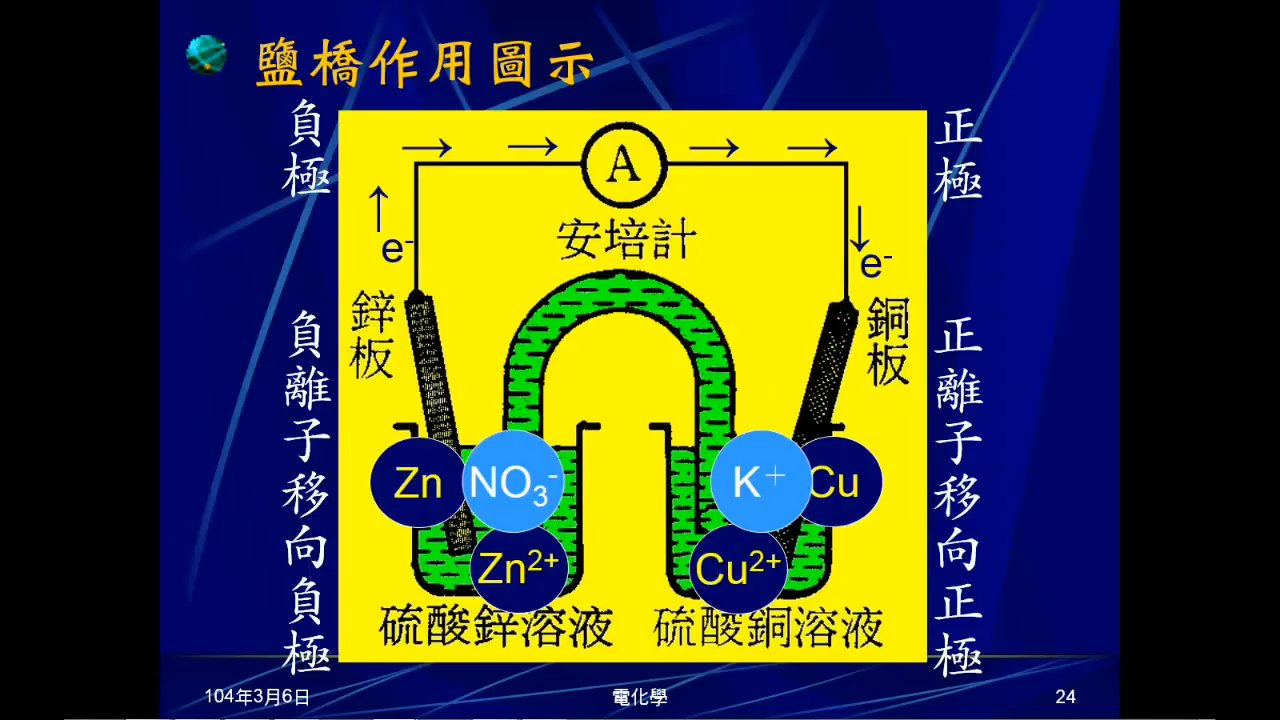 鹽橋作用圖示
負極
正極
A
安培計
e-
e-
鋅板
銅板
負離子移向負極
正離子移向正極
Zn
NO₃⁻
K⁺
Cu
Zn²⁺
Cu²⁺
硫酸鋅溶液
硫酸銅溶液
104年3月6日
電化學
24